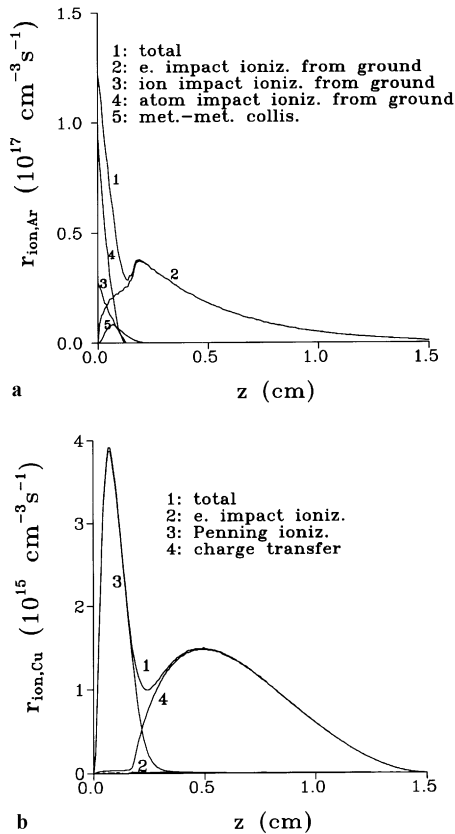 1: total
2: e. impact ioniz. from ground
3: ion impact ioniz. from ground
4: atom impact ioniz. from ground
5: met.-met. collis.
r_ion,Ar (10^17 cm^-3 s^-1)
1.0
0.5
0.0
1
4
3
5
2
0.0 0.5 1.0 1.5
z (cm)
a
1: total
2: e. impact ioniz.
3: Penning ioniz.
4: charge transfer
r_ion,Cu (10^15 cm^-3 s^-1)
4
3
2
1
0
3
1
4
2
0.0 0.5 1.0 1.5
z (cm)
b